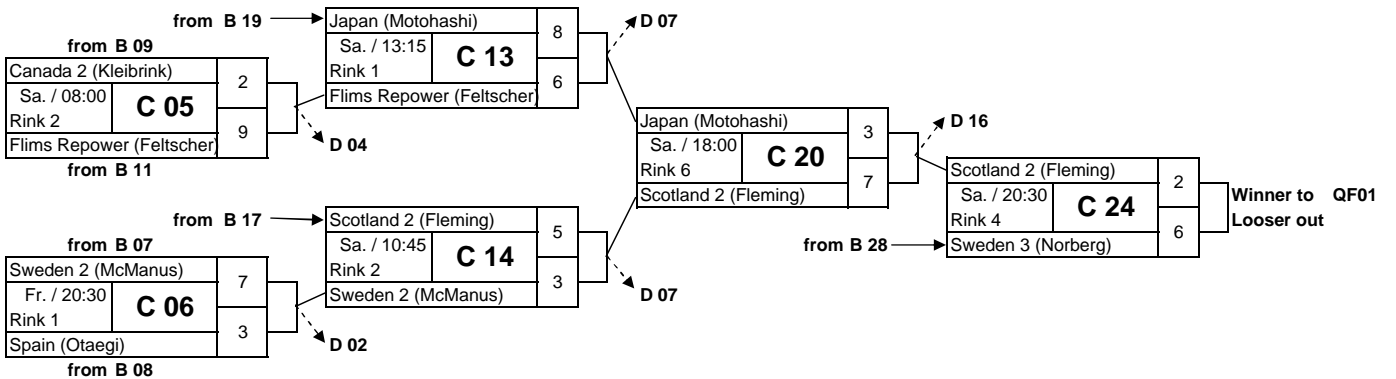 from B 19
Japan (Motohashi)
8
Sa. / 13:15
Rink 1
C 13
6
Flims Repower (Feltscher)
D 07
from B 09
Canada 2 (Kleibrink)
2
Sa. / 08:00
Rink 2
C 05
9
Flims Repower (Feltscher)
from B 11
D 04
Japan (Motohashi)
3
Sa. / 18:00
Rink 6
C 20
7
Scotland 2 (Fleming)
D 16
Scotland 2 (Fleming)
2
Sa. / 20:30
Rink 4
C 24
6
from B 28
Sweden 3 (Norberg)
Winner to QF01
Looser out
from B 17
Scotland 2 (Fleming)
5
Sa. / 10:45
Rink 2
C 14
3
Sweden 2 (McManus)
D 07
from B 07
Sweden 2 (McManus)
7
Fr. / 20:30
Rink 1
C 06
3
Spain (Otaegi)
from B 08
D 02